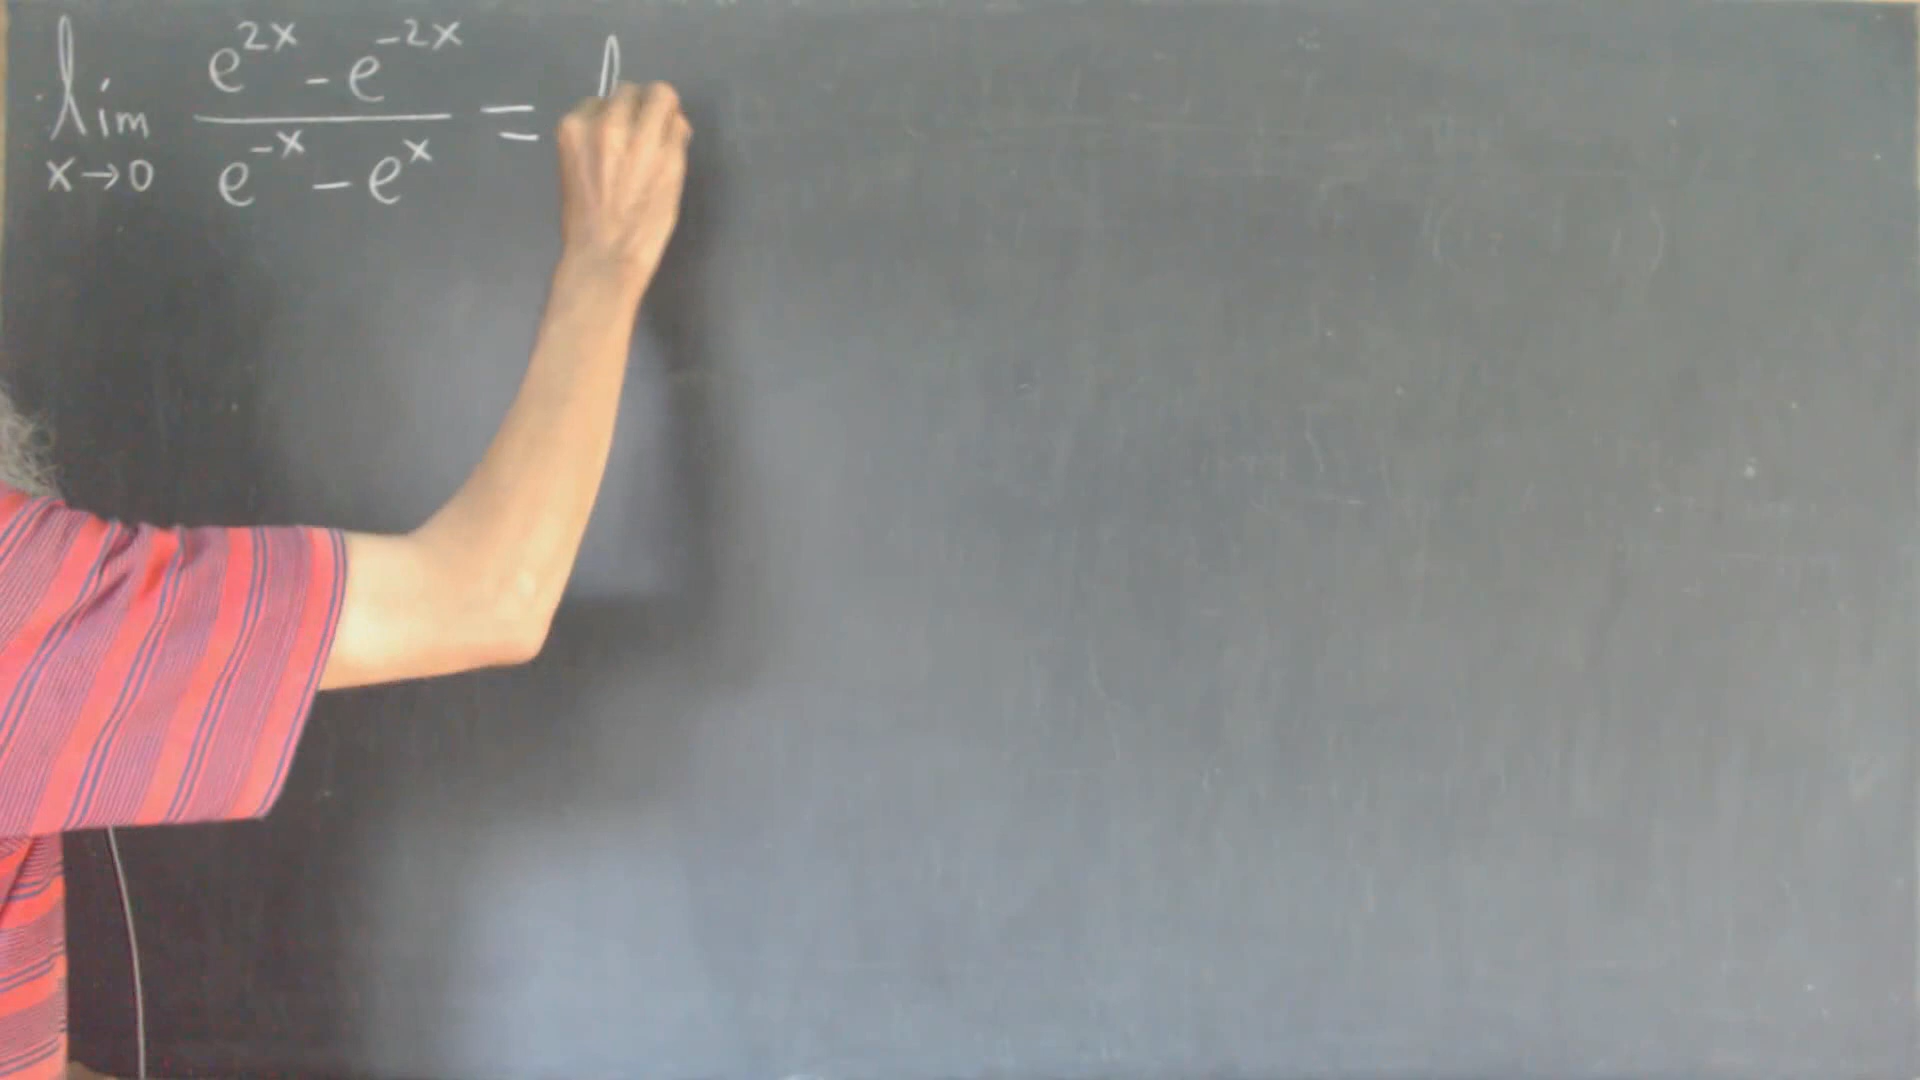 lim x→0 (e^{2x} - e^{-2x}) / (e^{-x} - e^{x}) =